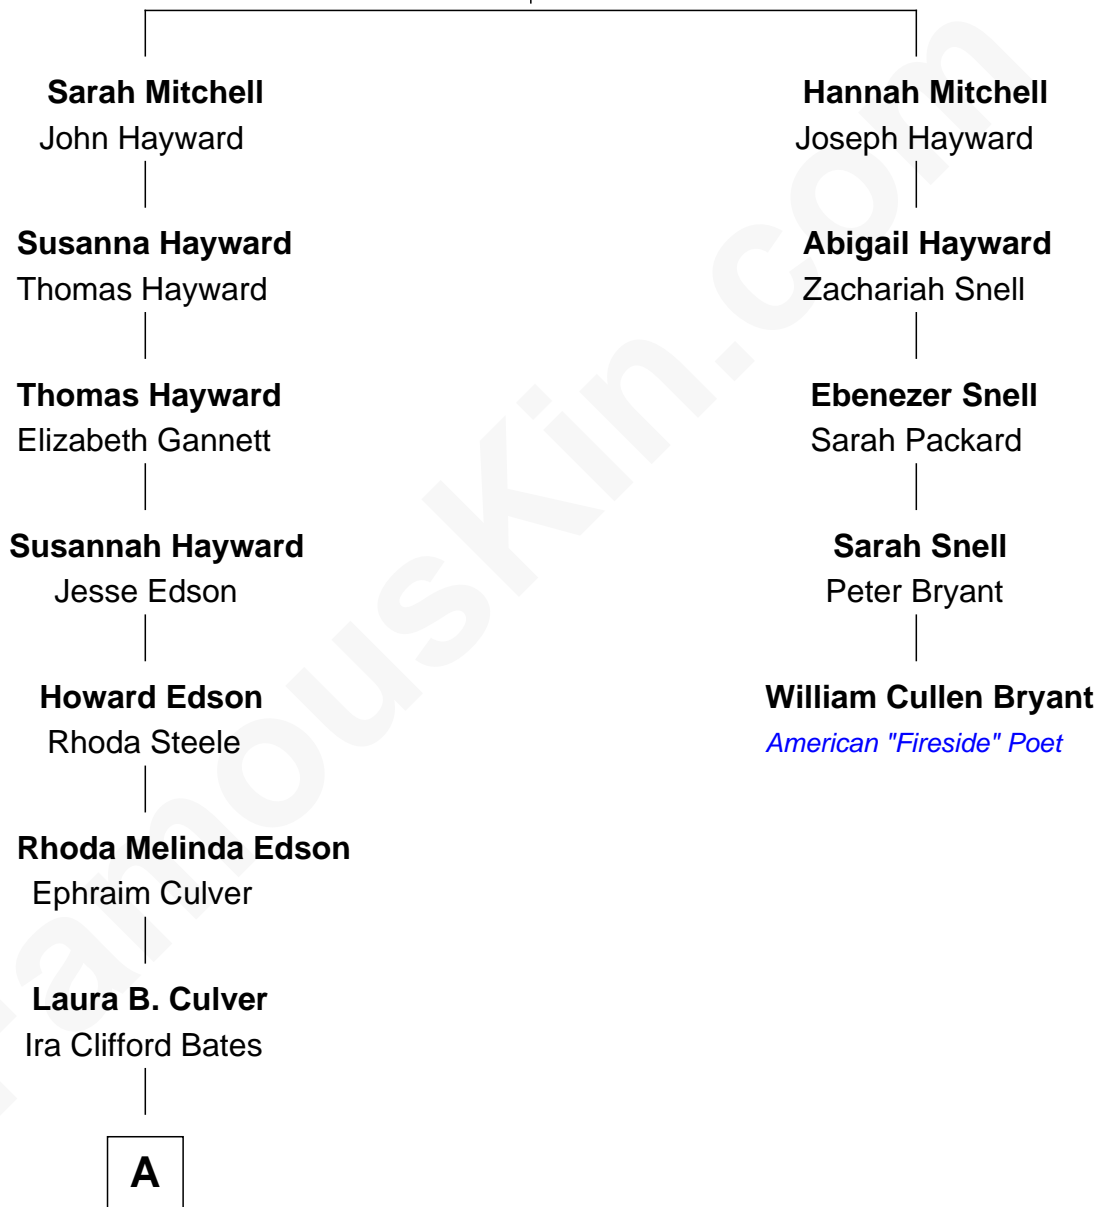 Sarah Mitchell
John Hayward
Susanna Hayward
Thomas Hayward
Thomas Hayward
Elizabeth Gannett
Susannah Hayward
Jesse Edson
Howard Edson
Rhoda Steele
Rhoda Melinda Edson
Ephraim Culver
Laura B. Culver
Ira Clifford Bates
A
Hannah Mitchell
Joseph Hayward
Abigail Hayward
Zachariah Snell
Ebenezer Snell
Sarah Packard
Sarah Snell
Peter Bryant
William Cullen Bryant
American "Fireside" Poet
FamousKin.com